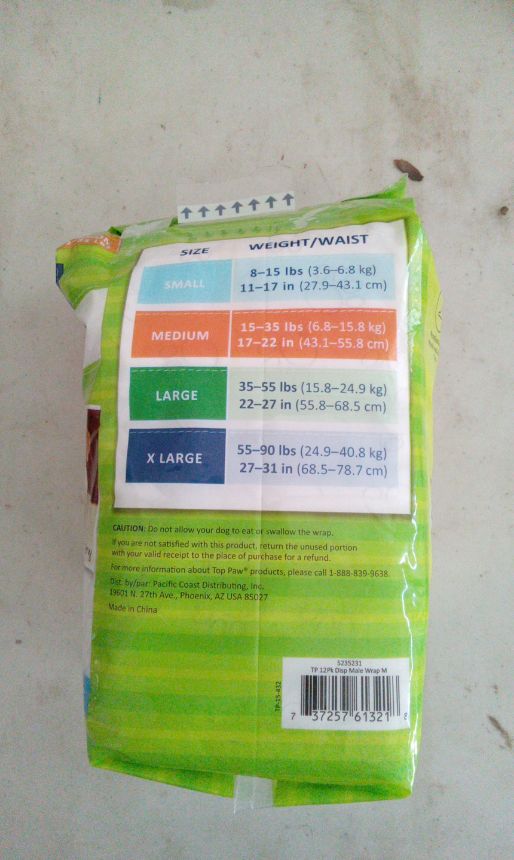 SIZE WEIGHT/WAIST
SMALL 8–15 lbs (3.6–6.8 kg)
11–17 in (27.9–43.1 cm)
MEDIUM 15–35 lbs (6.8–15.8 kg)
17–22 in (43.1–55.8 cm)
LARGE 35–55 lbs (15.8–24.9 kg)
22–27 in (55.8–68.5 cm)
X LARGE 55–90 lbs (24.9–40.8 kg)
27–31 in (68.5–78.7 cm)
CAUTION: Do not allow your dog to eat or swallow the wrap.
If you are not satisfied with this product, return the unused portion
with your valid receipt to the place of purchase for a refund.
For more information about Top Paw® products, please call 1-888-839-9638.
Dist. by/par: Pacific Coast Distributing, Inc.
19601 N. 27th Ave., Phoenix, AZ USA 85027
Made in China
5235231
TP 12Pk Disp Male Wrap M
TP-15-432
7 37257 61321 8